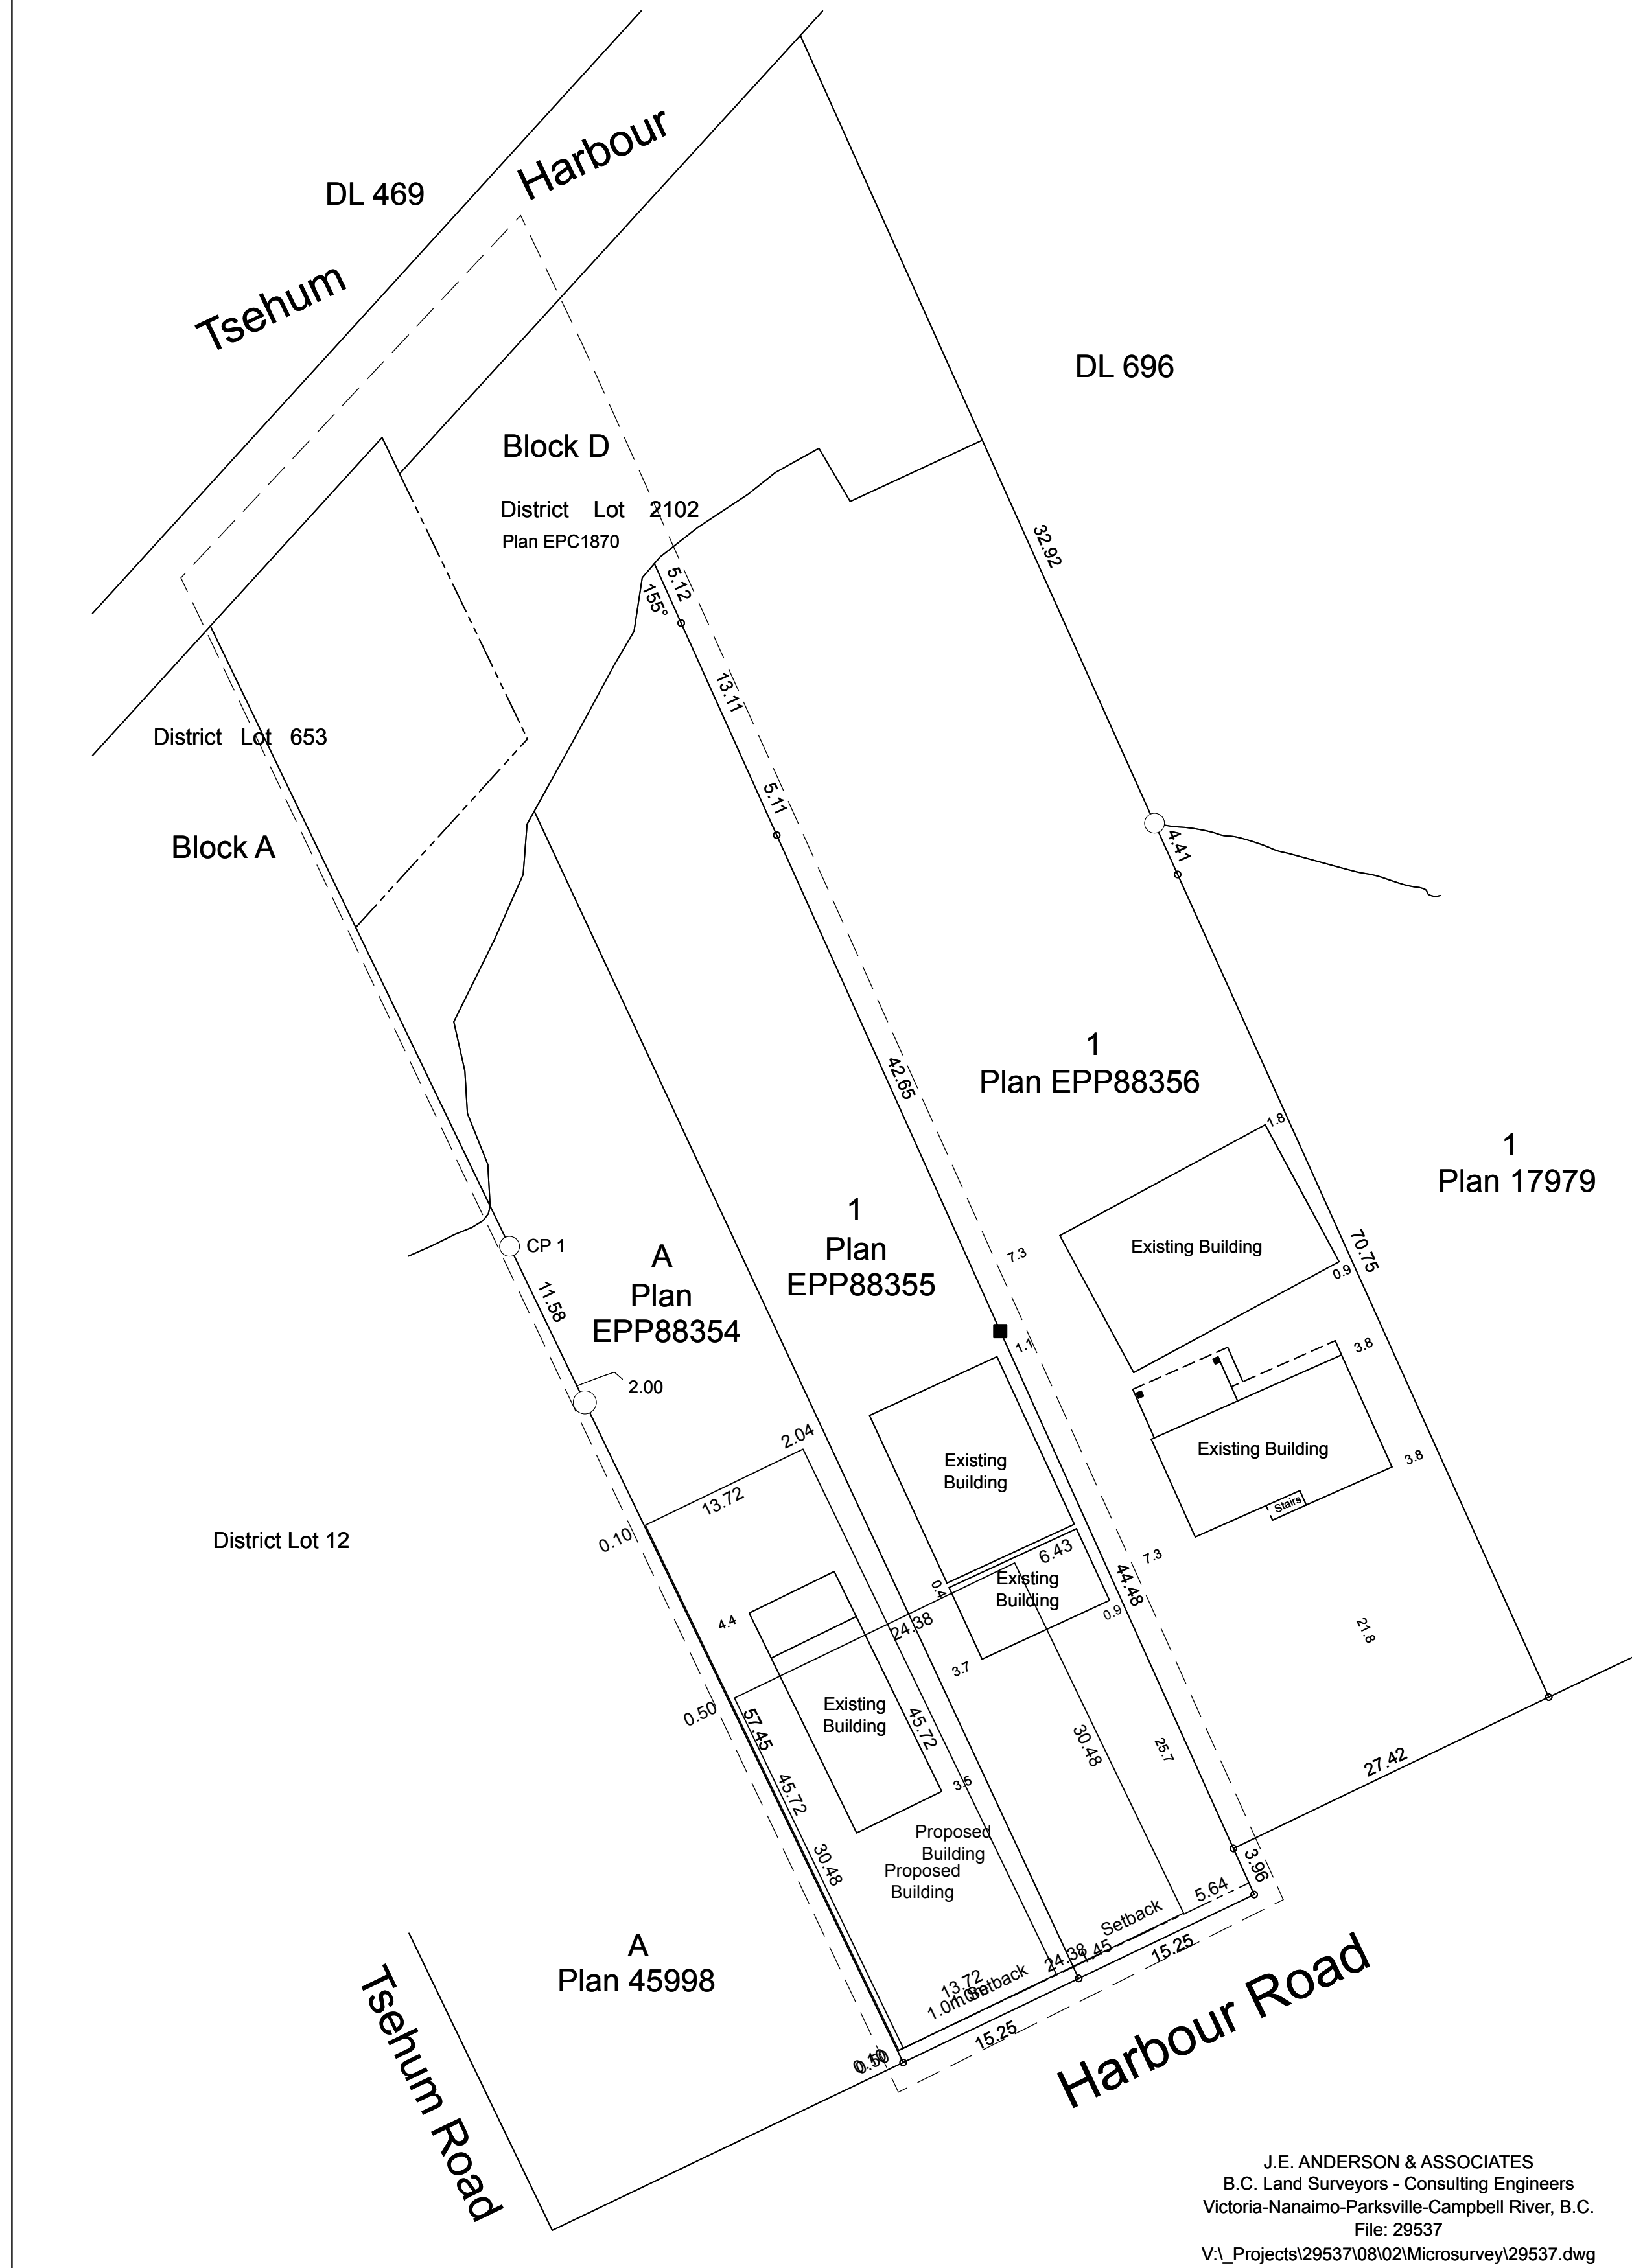 Harbour
DL 469
Tsehum
DL 696
Block D
District Lot 2102
Plan EPC1870
32.92
5.12
155°
13.11
District Lot 653
5.11
4.41
Block A
1
Plan EPP88356
42.65
1.8
1
Plan 17979
1
Plan
EPP88355
A
Plan
EPP88354
CP 1
7.3
Existing Building
70.75
0.9
11.58
1.1
3.8
2.00
2.04
Existing
Building
Existing Building
3.8
Stairs
13.72
0.10
District Lot 12
6.43
7.3
0.4
Existing
Building
44.48
0.9
4.4
24.38
21.8
3.7
Existing
Building
0.50
57.45
45.72
30.48
25.7
45.72
3.5
27.42
30.48
Proposed
Building
Proposed
Building
3.96
5.64
Setback
A
Plan 45998
24.38
1.45
15.25
13.72
1.0m Setback
15.25
0.50
0.10
Tsehum Road
Harbour Road
J.E. ANDERSON & ASSOCIATES
B.C. Land Surveyors - Consulting Engineers
Victoria-Nanaimo-Parksville-Campbell River, B.C.
File: 29537
V:\_Projects\29537\08\02\Microsurvey\29537.dwg